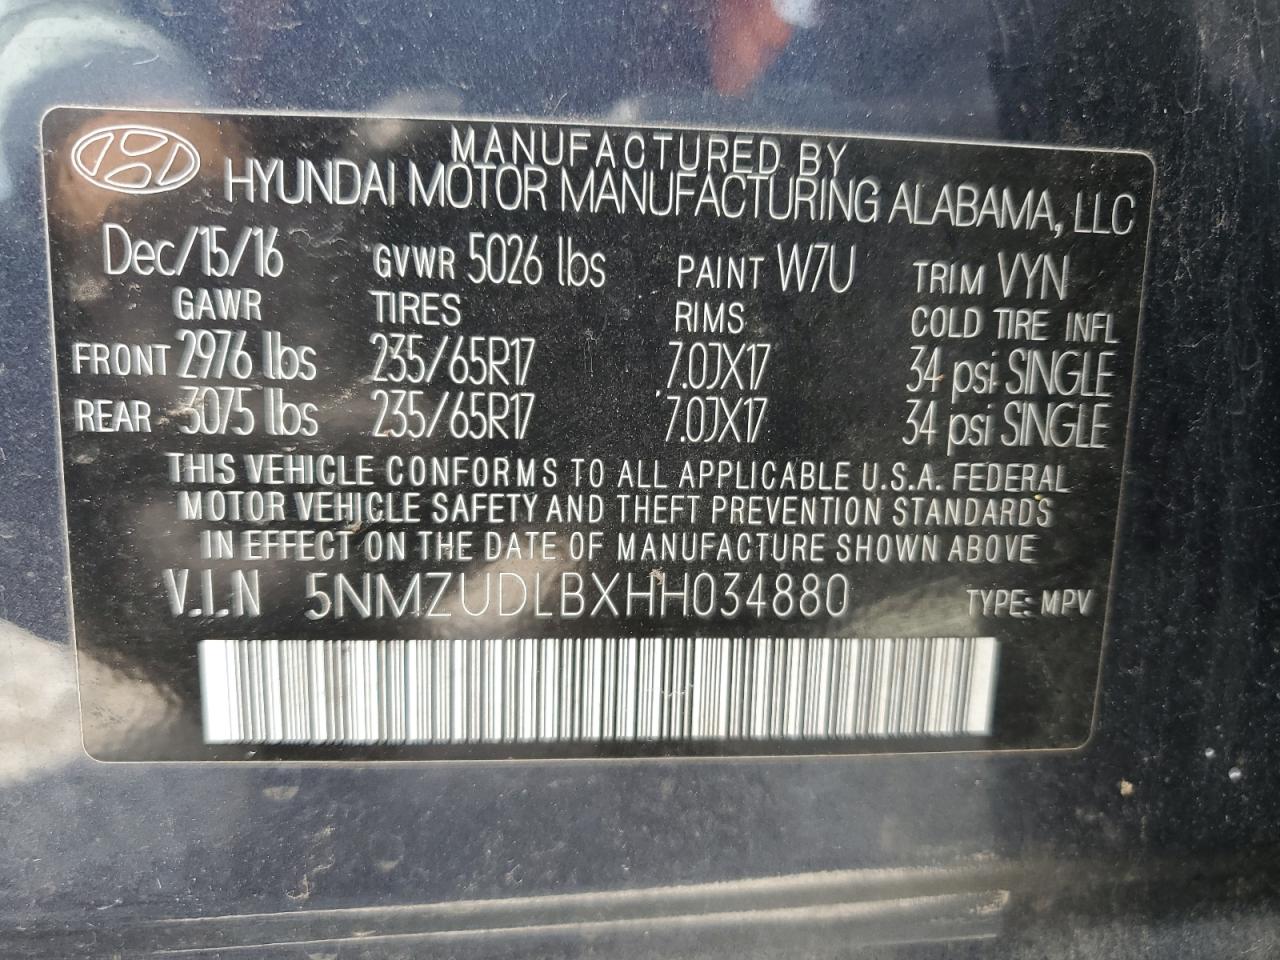 MANUFACTURED BY
HYUNDAI MOTOR MANUFACTURING ALABAMA, LLC
Dec/15/16 GVWR 5026 lbs PAINT W7U TRIM VYN
GAWR TIRES RIMS COLD TIRE INFL
FRONT 2976 lbs 235/65R17 7.0JX17 34 psi SINGLE
REAR 3075 lbs 235/65R17 7.0JX17 34 psi SINGLE
THIS VEHICLE CONFORMS TO ALL APPLICABLE U.S.A. FEDERAL
MOTOR VEHICLE SAFETY AND THEFT PREVENTION STANDARDS
IN EFFECT ON THE DATE OF MANUFACTURE SHOWN ABOVE
V.I.N 5NMZUDLBXHH034880 TYPE: MPV